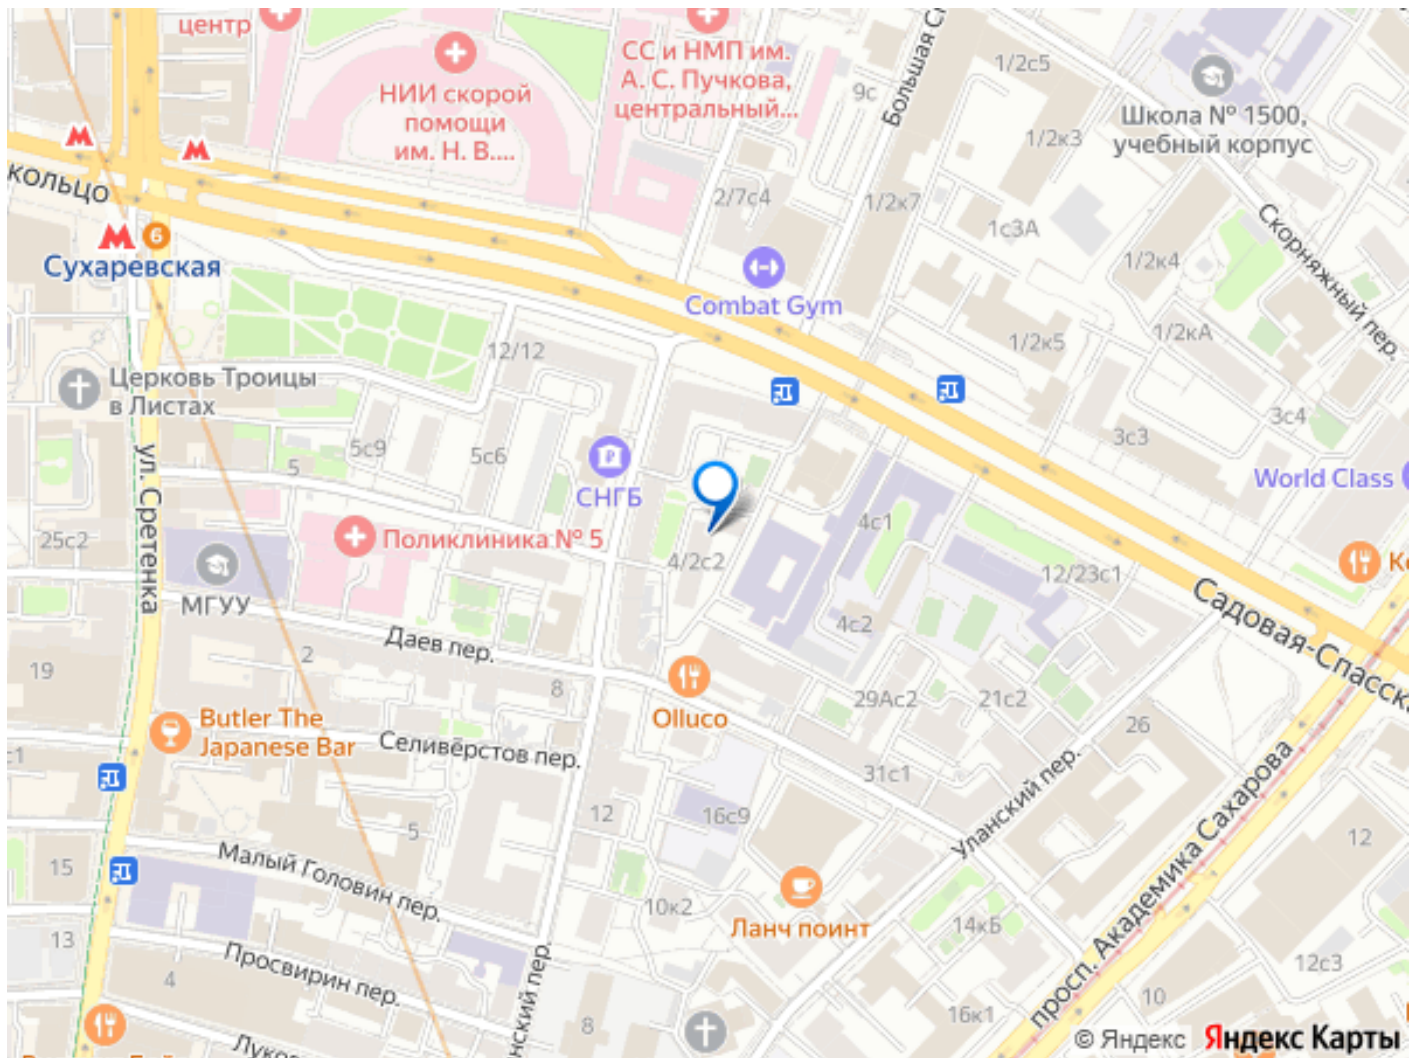 центр
НИИ скорой
помощи
им. Н. В....
СС и НМП им.
А. С. Пучкова,
центральный...
9с
1/2с5
1/2к3
Школа № 1500,
учебный корпус
кольцо
Сухаревская
6
2/7с4
1/2к7
1с3А
1/2к4
Скорняжный пер.
Combat Gym
1/2к5
1/2кА
12/12
Церковь Троицы
в Листах
5с9
5с6
5
СНГБ
3с4
3с3
World Class
ул. Сретенка
25с2
Поликлиника № 5
4/2с2
4с1
12/23с1
МГУУ
4с2
Садовая-Спасска
Даев пер.
2
8
19
Olluco
29Ас2
21с2
26
Butler The
Japanese Bar
Селивёрстов пер.
с1
31с1
12
16с9
5
Уланский пер.
просп. Академика Сахарова
12
15
Малый Головин пер.
10к2
Ланч поинт
14кБ
13
Просвирин пер.
4
8
12с3
10
16к1
© Яндекс Яндекс Карты